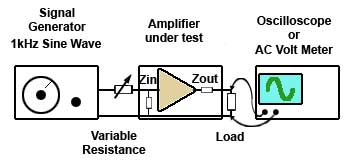 Signal
Generator
1kHz Sine Wave
Amplifier
under test
Oscilloscope
or
AC Volt Meter
Zin
Zout
Variable
Resistance
Load